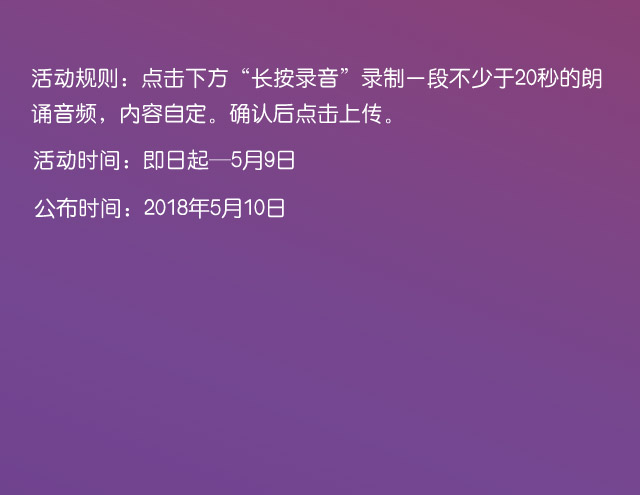 活动规则：点击下方“长按录音”录制一段不少于20秒的朗
诵音频，内容自定。确认后点击上传。
活动时间：即日起—5月9日
公布时间：2018年5月10日